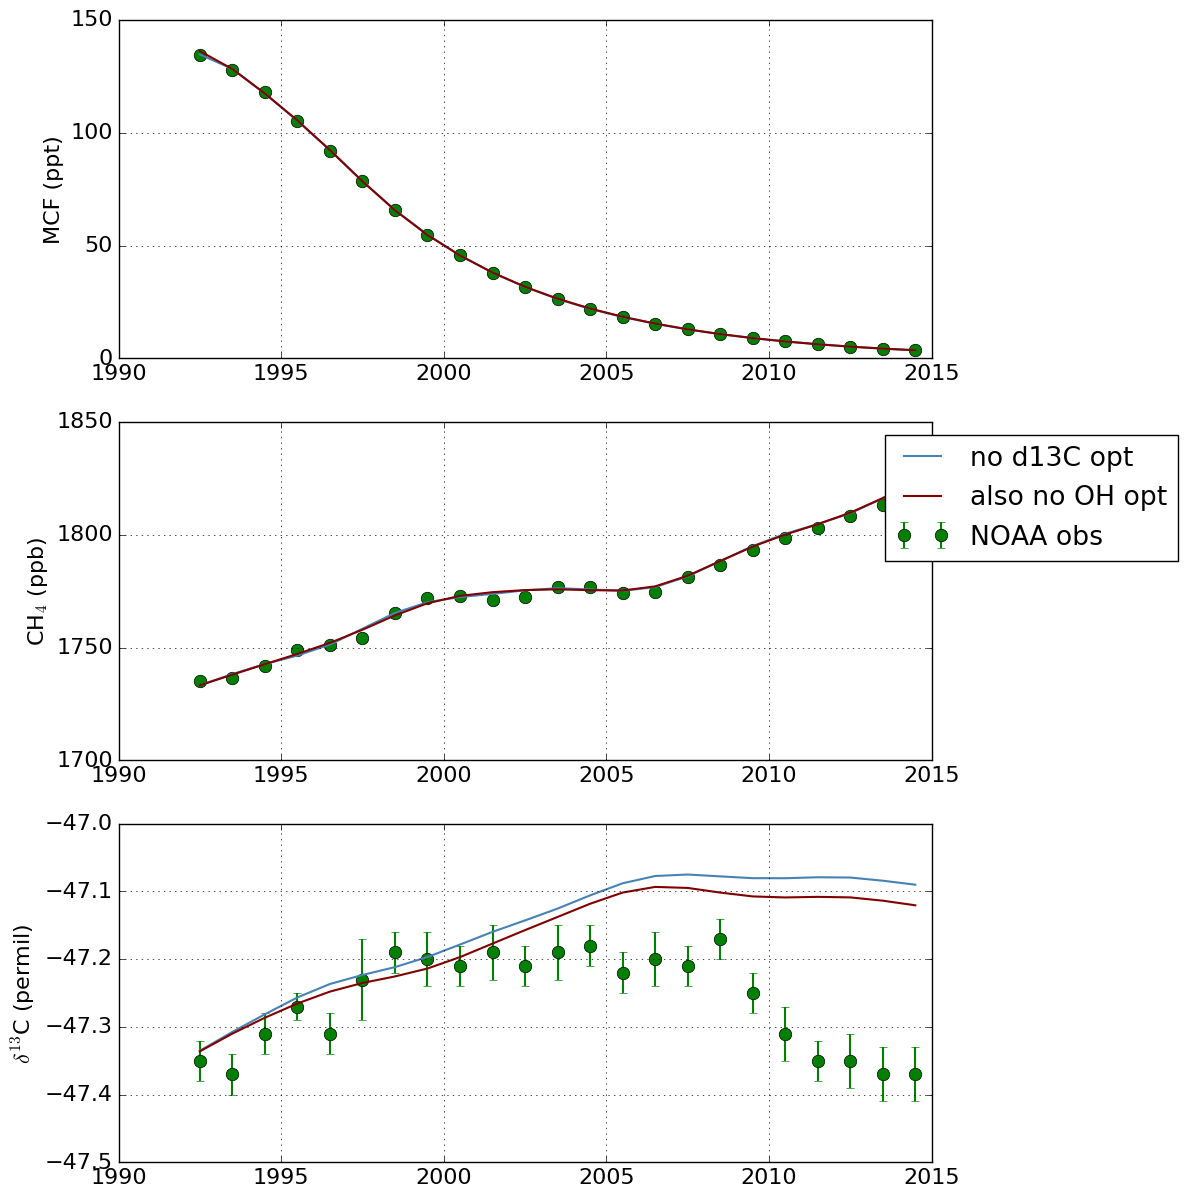 150
100
50
0
MCF (ppt)
1990 1995 2000 2005 2010 2015
1850
1800
1750
1700
CH4 (ppb)
no d13C opt
also no OH opt
NOAA obs
1990 1995 2000 2005 2010 2015
−47.0
−47.1
−47.2
−47.3
−47.4
−47.5
δ13C (permil)
1990 1995 2000 2005 2010 2015